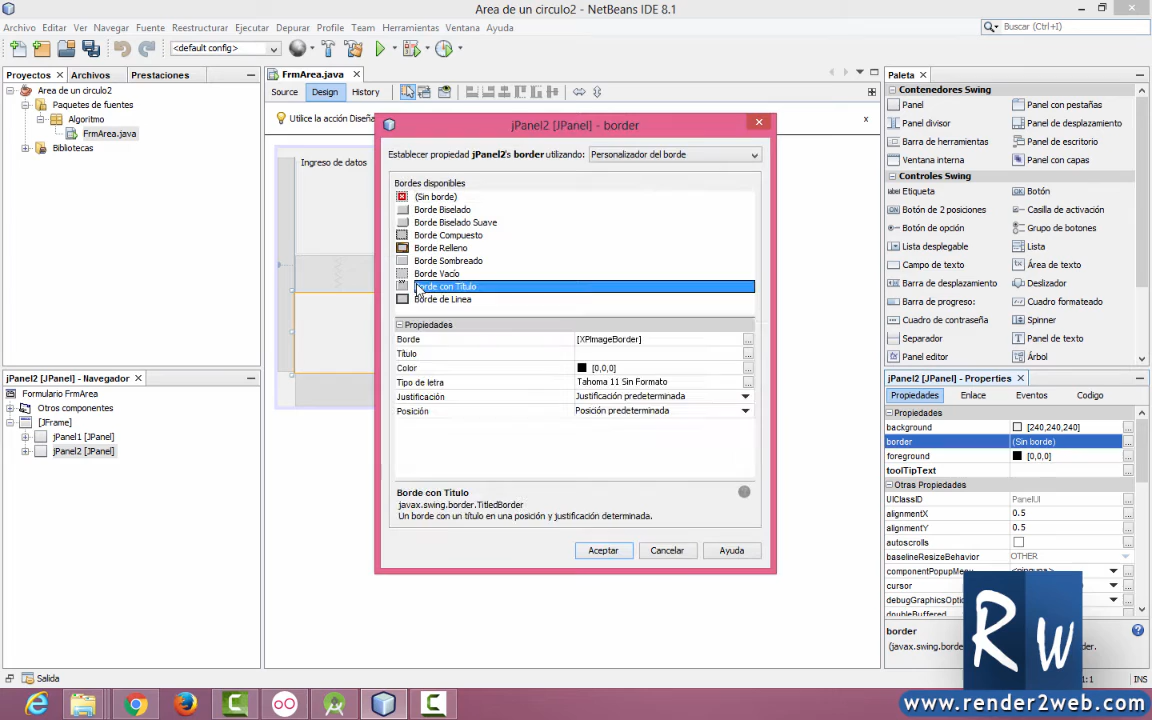 Area de un circulo2 - NetBeans IDE 8.1
Archivo Editar Ver Navegar Fuente Reestructurar Ejecutar Depurar Profile Team Herramientas Ventana Ayuda
Buscar (Ctrl+I)
<default config>
Proyectos Archivos Prestaciones
Area de un circulo2
Paquetes de fuentes
Algoritmo
FrmArea.java
Bibliotecas
FrmArea.java
Source Design History
Utilice la acción Diseña
Ingreso de datos
jPanel2 [JPanel] - border
Establecer propiedad jPanel2's border utilizando: Personalizador del borde
Bordes disponibles
(Sin borde)
Borde Biselado
Borde Biselado Suave
Borde Compuesto
Borde Relleno
Borde Sombreado
Borde Vacío
Borde con Título
Borde de Linea
Propiedades
Borde [XPImageBorder]
Título
Color [0,0,0]
Tipo de letra Tahoma 11 Sin Formato
Justificación Justificación predeterminada
Posición Posición predeterminada
Borde con Título
javax.swing.border.TitledBorder
Un borde con un título en una posición y justificación determinada.
Aceptar Cancelar Ayuda
Paleta
Contenedores Swing
Panel Panel con pestañas
Panel divisor Panel de desplazamiento
Barra de herramientas Panel de escritorio
Ventana interna Panel con capas
Controles Swing
Etiqueta Botón
Botón de 2 posiciones Casilla de activación
Botón de opción Grupo de botones
Lista desplegable Lista
Campo de texto Área de texto
Barra de desplazamiento Deslizador
Barra de progreso: Cuadro formateado
Cuadro de contraseña Spinner
Separador Panel de texto
Panel editor Árbol
jPanel2 [JPanel] - Navegador
Formulario FrmArea
Otros componentes
[JFrame]
jPanel1 [JPanel]
jPanel2 [JPanel]
jPanel2 [JPanel] - Properties
Propiedades Enlace Eventos Código
Propiedades
background [240,240,240]
border (Sin borde)
foreground [0,0,0]
toolTipText
Otras Propiedades
UIClassID PanelUI
alignmentX 0.5
alignmentY 0.5
autoscrolls
baselineResizeBehavior OTHER
componentPopupMenu <ninguna>
cursor
debugGraphicsOptio
doubleBuffered
border
(javax.swing.border.
Salida
1:1 INS
RW
www.render2web.com